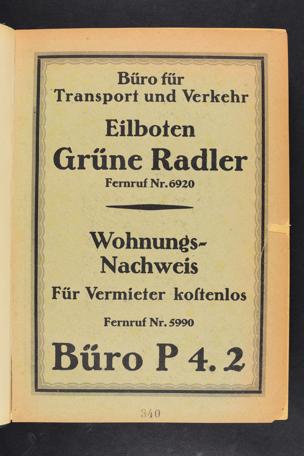 Büro für
Transport und Verkehr
Eilboten
Grüne Radler
Fernruf Nr. 6920
Wohnungs-
Nachweis
Für Vermieter koſtenlos
Fernruf Nr. 5990
Büro P 4. 2
340